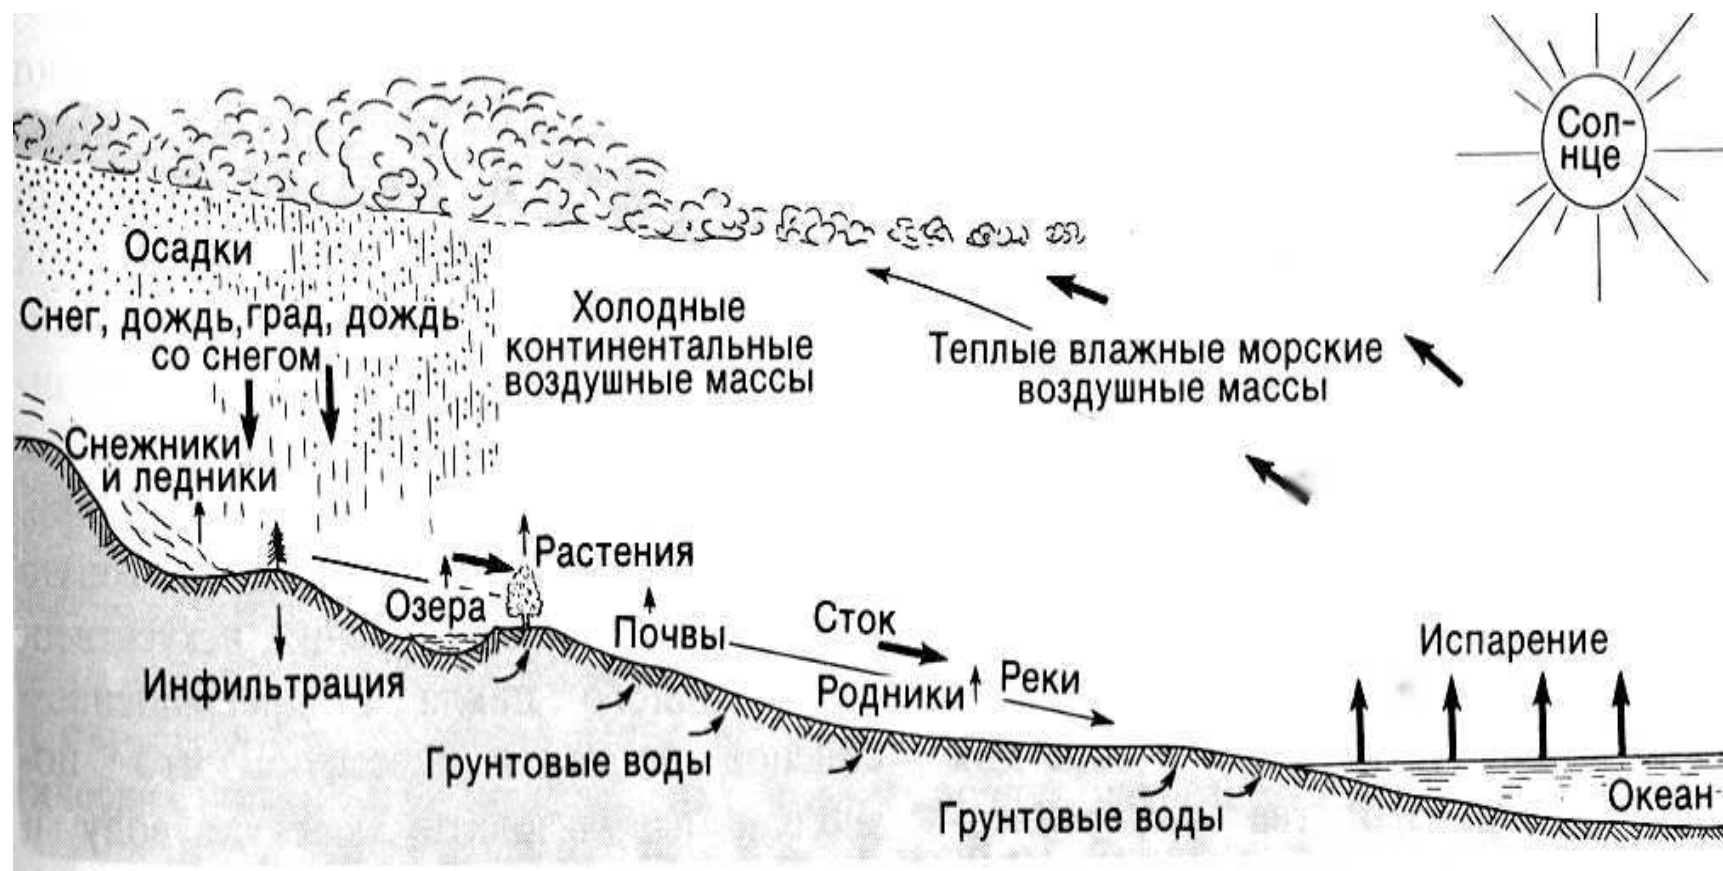 Сол-
нце
Осадки
Снег, дождь, град, дождь
со снегом
Холодные
континентальные
воздушные массы
Теплые влажные морские
воздушные массы
Снежники
и ледники
Растения
Озера
Почвы
Сток
Испарение
Инфильтрация
Родники
Реки
Грунтовые воды
Океан
Грунтовые воды